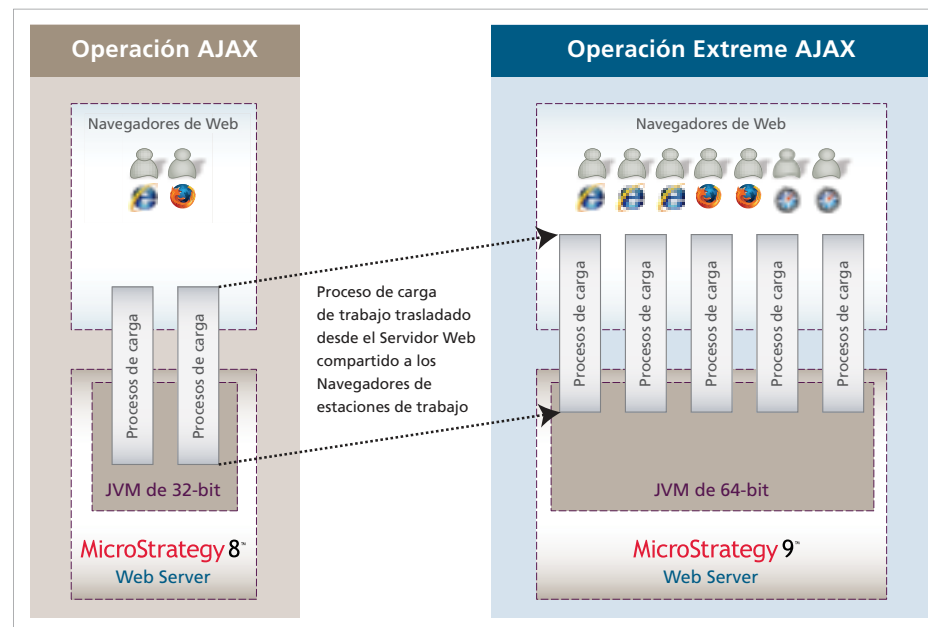 Operación AJAX
Navegadores de Web
Procesos de carga
Procesos de carga
JVM de 32-bit
MicroStrategy 8™
Web Server
Proceso de carga
de trabajo trasladado
desde el Servidor Web
compartido a los
Navegadores de
estaciones de trabajo
Operación Extreme AJAX
Navegadores de Web
Procesos de carga
Procesos de carga
Procesos de carga
Procesos de carga
Procesos de carga
JVM de 64-bit
MicroStrategy 9™
Web Server